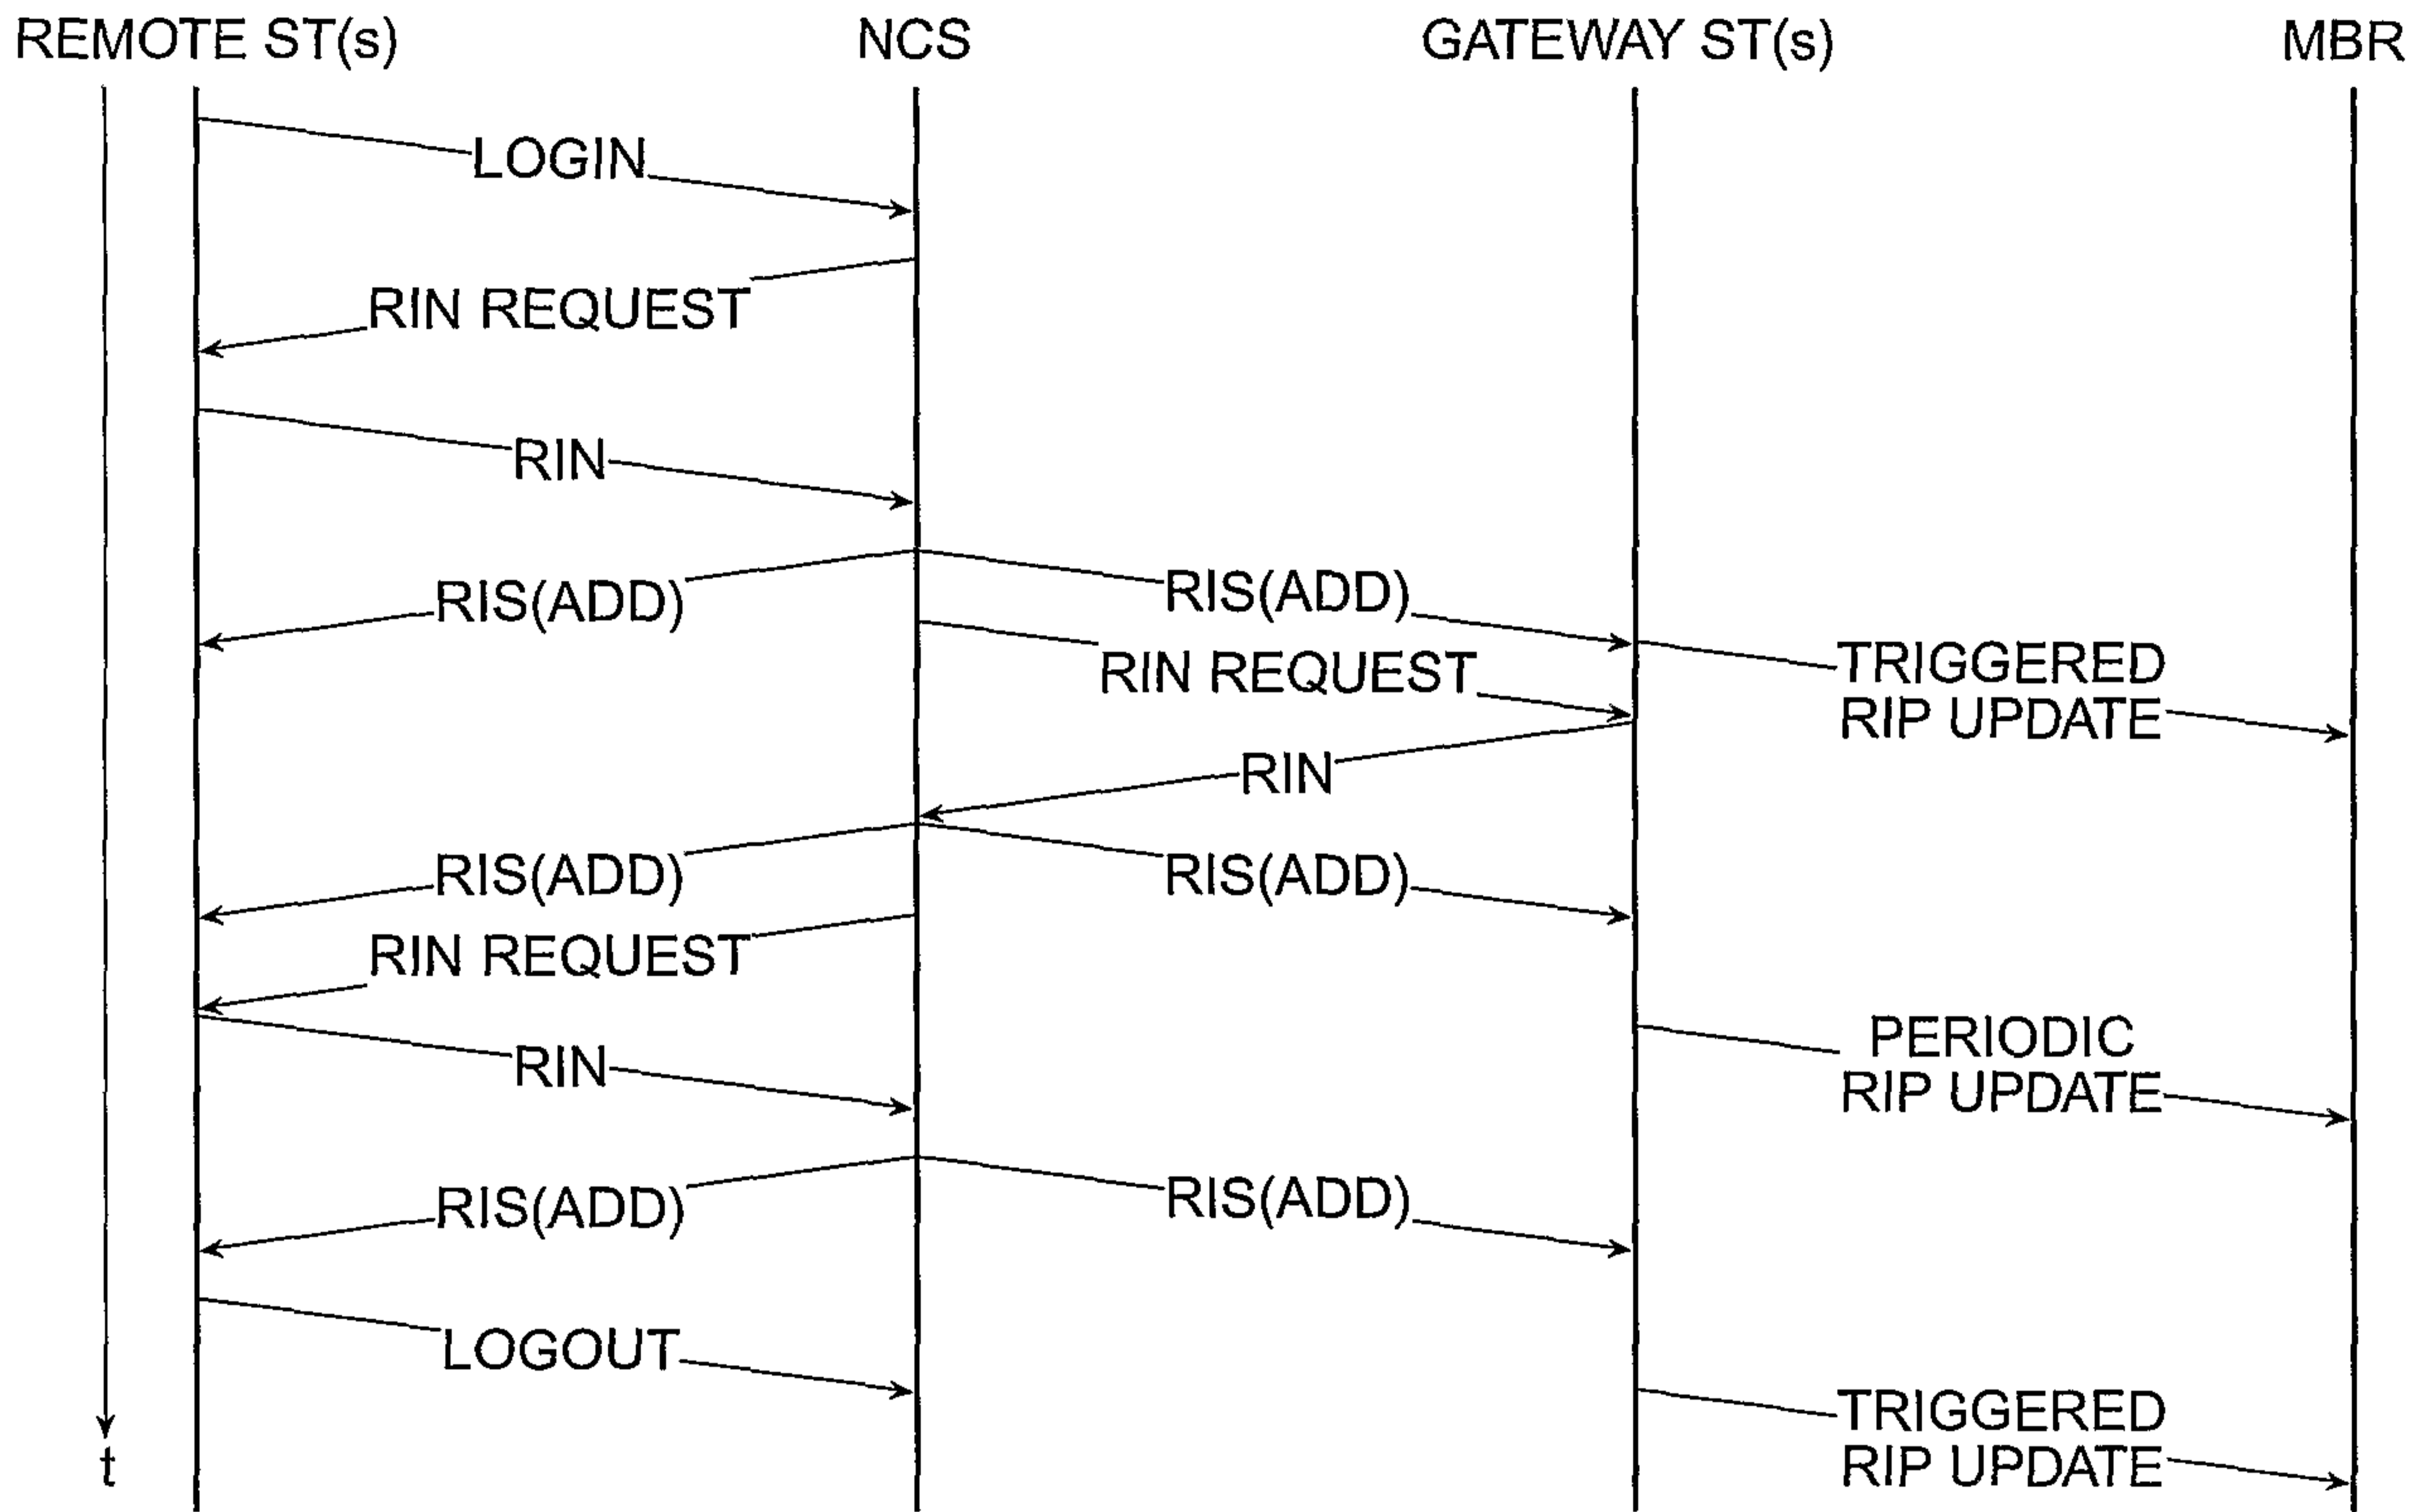 REMOTE ST(s)
NCS
GATEWAY ST(s)
MBR
LOGIN
RIN REQUEST
RIN
RIS(ADD)
RIS(ADD)
RIN REQUEST
TRIGGERED
RIP UPDATE
RIN
RIS(ADD)
RIS(ADD)
RIN REQUEST
PERIODIC
RIP UPDATE
RIN
RIS(ADD)
RIS(ADD)
LOGOUT
TRIGGERED
RIP UPDATE
t